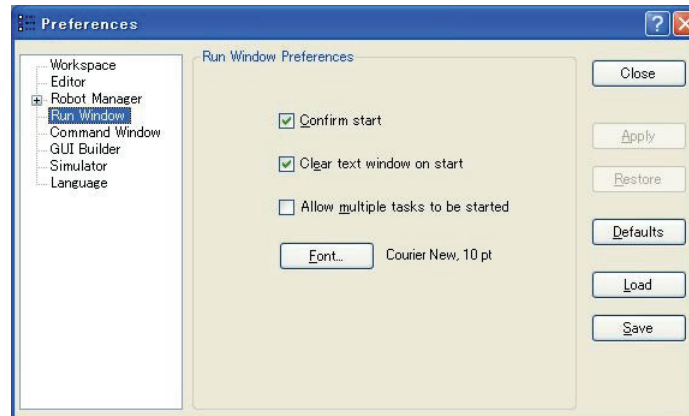 Preferences
Workspace
Editor
Robot Manager
Run Window
Command Window
GUI Builder
Simulator
Language
Run Window Preferences
Confirm start
Clear text window on start
Allow multiple tasks to be started
Font... Courier New, 10 pt
Close
Apply
Restore
Defaults
Load
Save